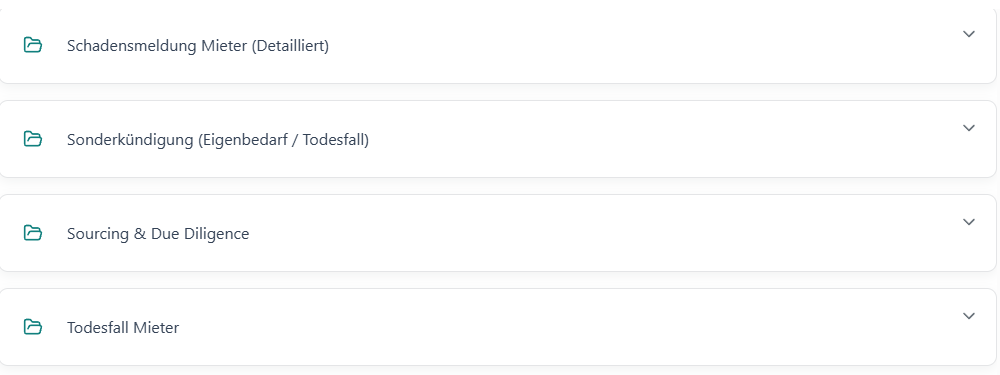 Schadensmeldung Mieter (Detailliert)
Sonderkündigung (Eigenbedarf / Todesfall)
Sourcing & Due Diligence
Todesfall Mieter